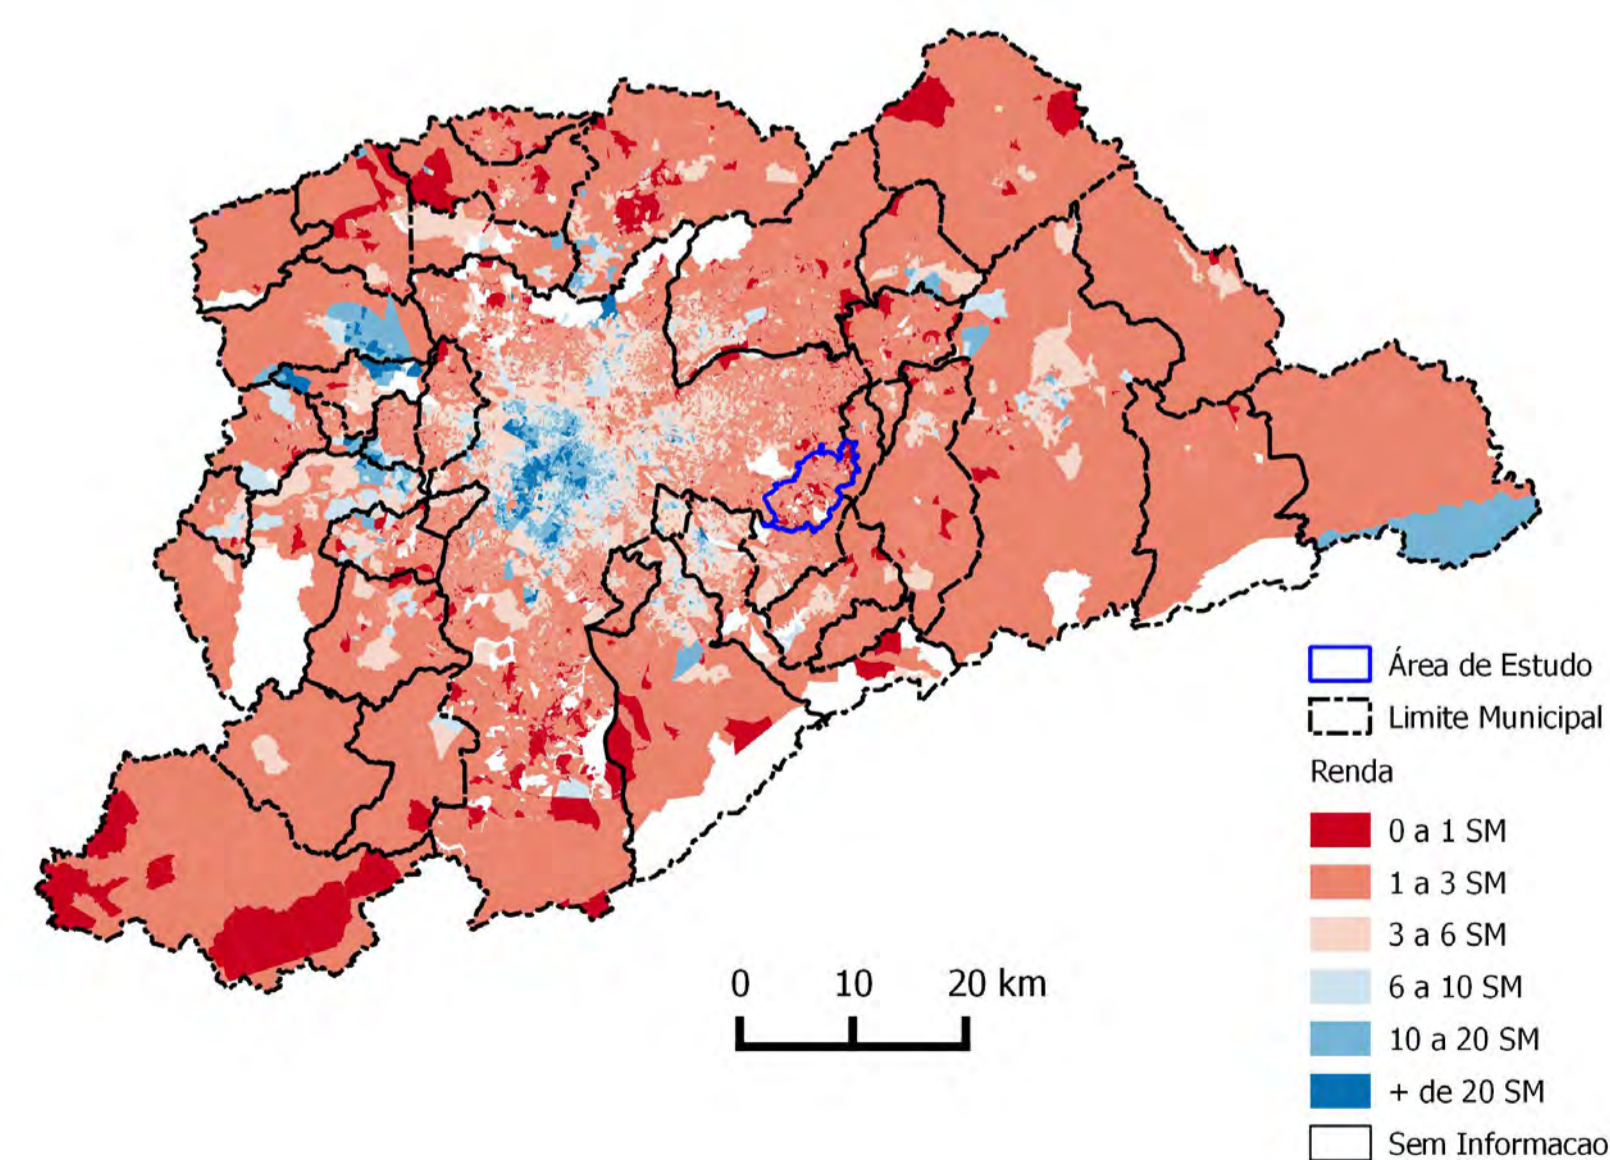 0 10 20 km
Área de Estudo
Limite Municipal
Renda
0 a 1 SM
1 a 3 SM
3 a 6 SM
6 a 10 SM
10 a 20 SM
+ de 20 SM
Sem Informacao